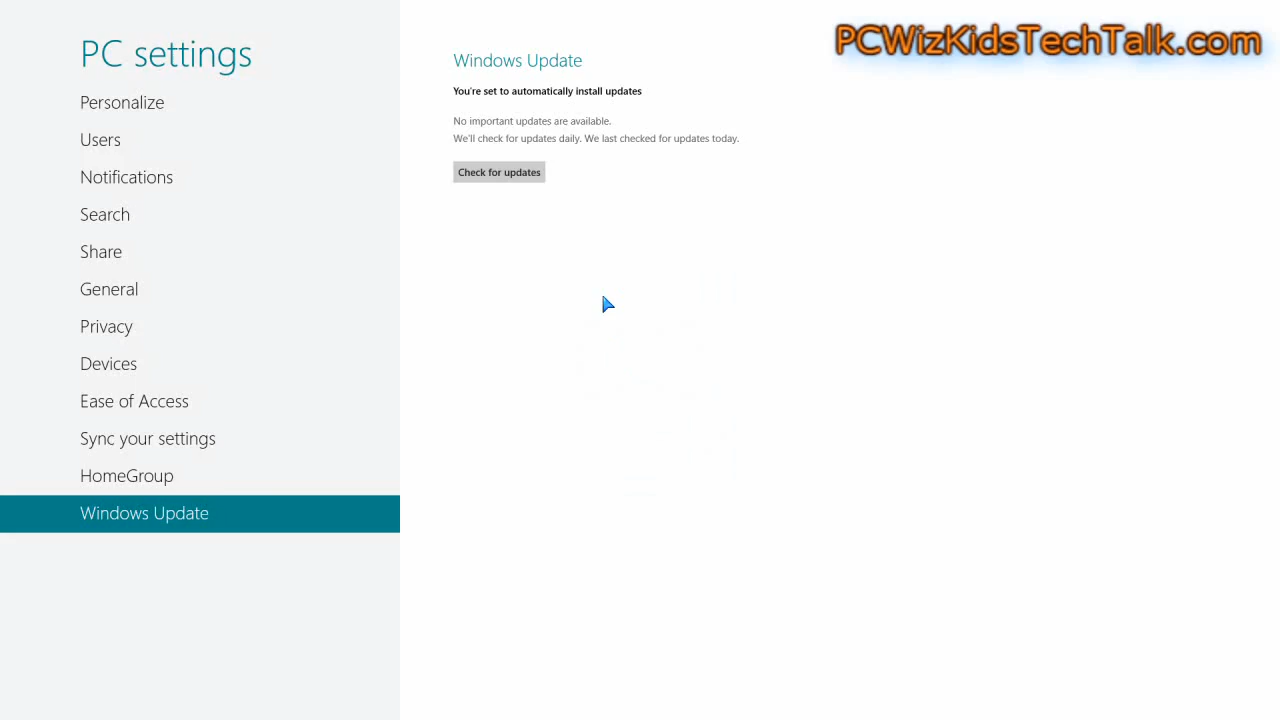 PC settings
Personalize
Users
Notifications
Search
Share
General
Privacy
Devices
Ease of Access
Sync your settings
HomeGroup
Windows Update
PCWizKidsTechTalk.com
Windows Update
You're set to automatically install updates
No important updates are available.
We'll check for updates daily. We last checked for updates today.
Check for updates